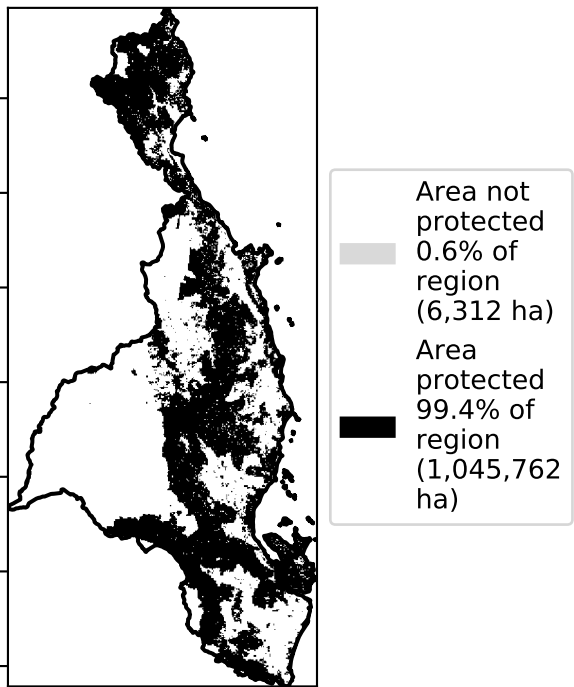 Area not
protected
0.6% of
region
(6,312 ha)
Area
protected
99.4% of
region
(1,045,762
ha)